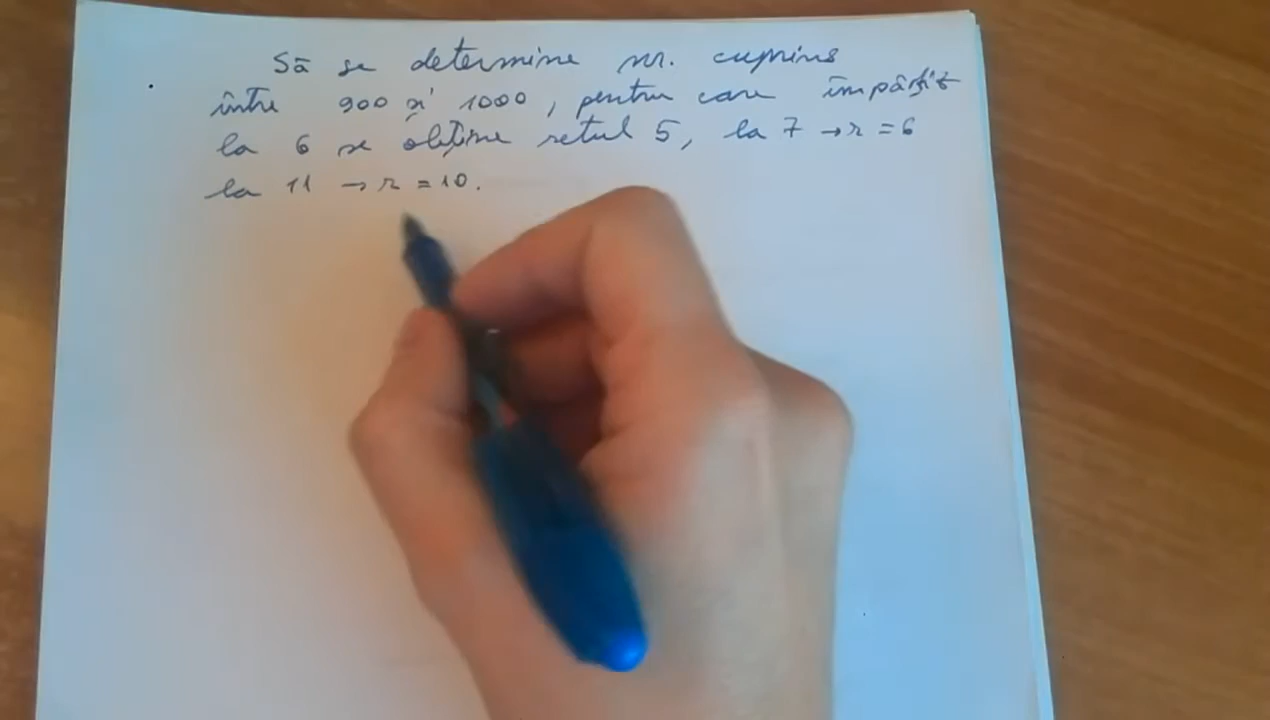 Să se determine nr. cuprins
între 900 și 1000, pentru care împărțit
la 6 se obține restul 5, la 7 → r = 6
la 11 → r = 10.